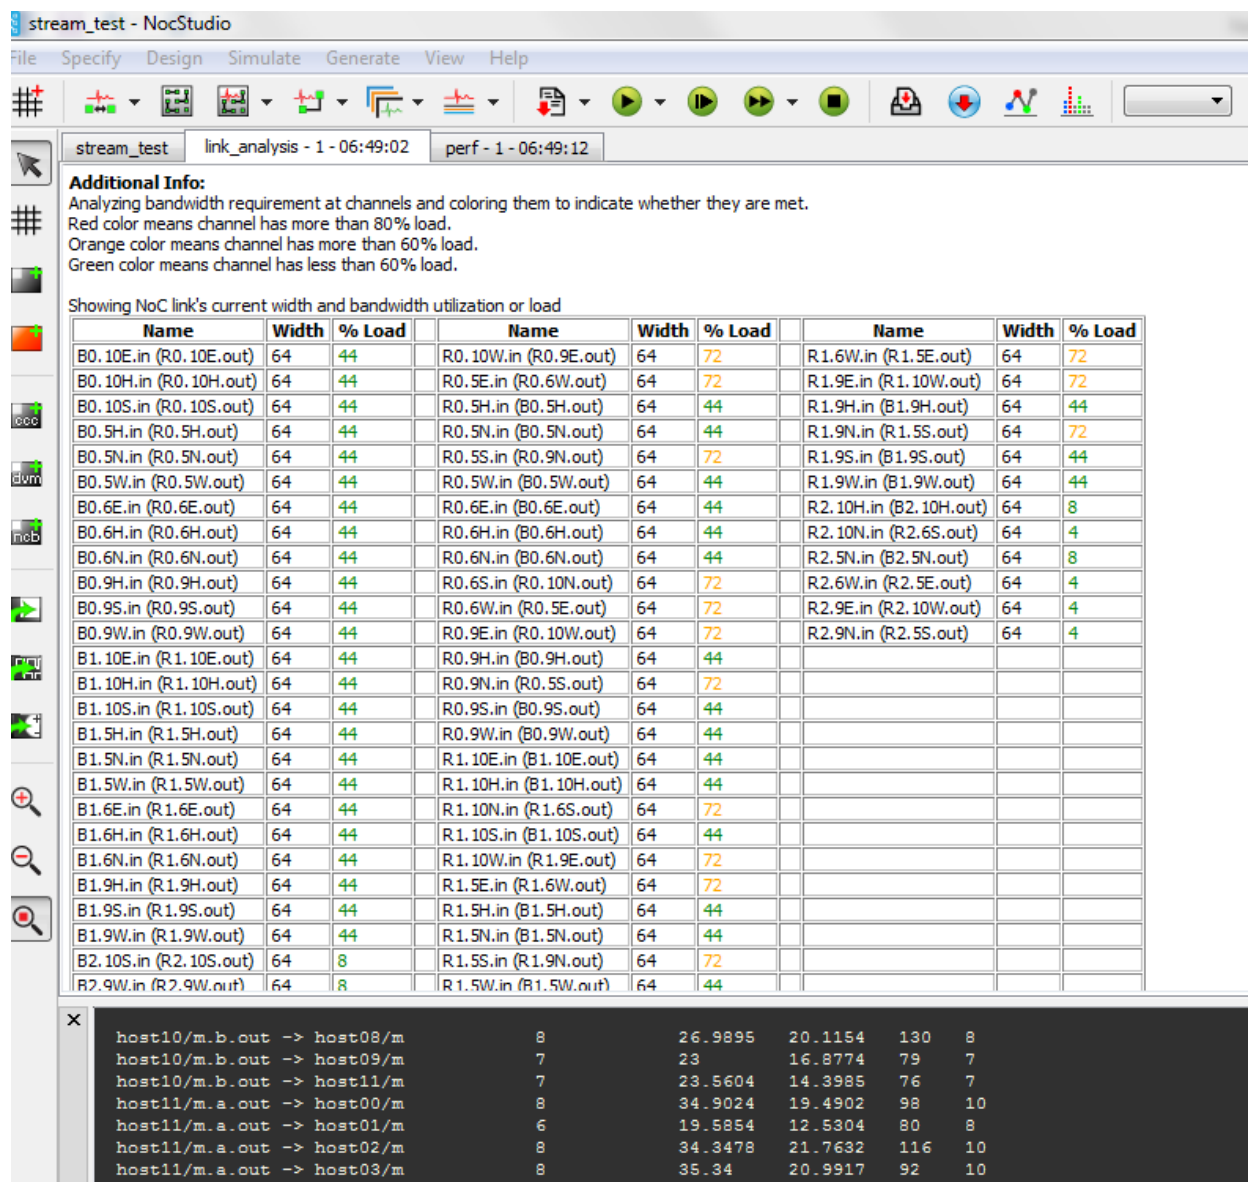 stream_test - NocStudio
File Specify Design Simulate Generate View Help
stream_test link_analysis - 1 - 06:49:02 perf - 1 - 06:49:12
Additional Info:
Analyzing bandwidth requirement at channels and coloring them to indicate whether they are met.
Red color means channel has more than 80% load.
Orange color means channel has more than 60% load.
Green color means channel has less than 60% load.
Showing NoC link's current width and bandwidth utilization or load
Name Width % Load Name Width % Load Name Width % Load
B0.10E.in (R0.10E.out) 64 44 R0.10W.in (R0.9E.out) 64 72 R1.6W.in (R1.5E.out) 64 72
B0.10H.in (R0.10H.out) 64 44 R0.5E.in (R0.6W.out) 64 72 R1.9E.in (R1.10W.out) 64 72
B0.10S.in (R0.10S.out) 64 44 R0.5H.in (B0.5H.out) 64 44 R1.9H.in (B1.9H.out) 64 44
B0.5H.in (R0.5H.out) 64 44 R0.5N.in (B0.5N.out) 64 44 R1.9N.in (R1.5S.out) 64 72
B0.5N.in (R0.5N.out) 64 44 R0.5S.in (R0.9N.out) 64 72 R1.9S.in (B1.9S.out) 64 44
B0.5W.in (R0.5W.out) 64 44 R0.5W.in (B0.5W.out) 64 44 R1.9W.in (B1.9W.out) 64 44
B0.6E.in (R0.6E.out) 64 44 R0.6E.in (B0.6E.out) 64 44 R2.10H.in (B2.10H.out) 64 8
B0.6H.in (R0.6H.out) 64 44 R0.6H.in (B0.6H.out) 64 44 R2.10N.in (R2.6S.out) 64 4
B0.6N.in (R0.6N.out) 64 44 R0.6N.in (B0.6N.out) 64 44 R2.5N.in (B2.5N.out) 64 8
B0.9H.in (R0.9H.out) 64 44 R0.6S.in (R0.10N.out) 64 72 R2.6W.in (R2.5E.out) 64 4
B0.9S.in (R0.9S.out) 64 44 R0.6W.in (R0.5E.out) 64 72 R2.9E.in (R2.10W.out) 64 4
B0.9W.in (R0.9W.out) 64 44 R0.9E.in (R0.10W.out) 64 72 R2.9N.in (R2.5S.out) 64 4
B1.10E.in (R1.10E.out) 64 44 R0.9H.in (B0.9H.out) 64 44
B1.10H.in (R1.10H.out) 64 44 R0.9N.in (R0.5S.out) 64 72
B1.10S.in (R1.10S.out) 64 44 R0.9S.in (B0.9S.out) 64 44
B1.5H.in (R1.5H.out) 64 44 R0.9W.in (B0.9W.out) 64 44
B1.5N.in (R1.5N.out) 64 44 R1.10E.in (B1.10E.out) 64 44
B1.5W.in (R1.5W.out) 64 44 R1.10H.in (B1.10H.out) 64 44
B1.6E.in (R1.6E.out) 64 44 R1.10N.in (R1.6S.out) 64 72
B1.6H.in (R1.6H.out) 64 44 R1.10S.in (B1.10S.out) 64 44
B1.6N.in (R1.6N.out) 64 44 R1.10W.in (R1.9E.out) 64 72
B1.9H.in (R1.9H.out) 64 44 R1.5E.in (R1.6W.out) 64 72
B1.9S.in (R1.9S.out) 64 44 R1.5H.in (B1.5H.out) 64 44
B1.9W.in (R1.9W.out) 64 44 R1.5N.in (B1.5N.out) 64 44
B2.10S.in (R2.10S.out) 64 8 R1.5S.in (R1.9N.out) 64 72
B2.9W.in (R2.9W.out) 64 8 R1.5W.in (B1.5W.out) 64 44
host10/m.b.out -> host08/m 8 26.9895 20.1154 130 8
host10/m.b.out -> host09/m 7 23 16.8774 79 7
host10/m.b.out -> host11/m 7 23.5604 14.3985 76 7
host11/m.a.out -> host00/m 8 34.9024 19.4902 98 10
host11/m.a.out -> host01/m 6 19.5854 12.5304 80 8
host11/m.a.out -> host02/m 8 34.3478 21.7632 116 10
host11/m.a.out -> host03/m 8 35.34 20.9917 92 10